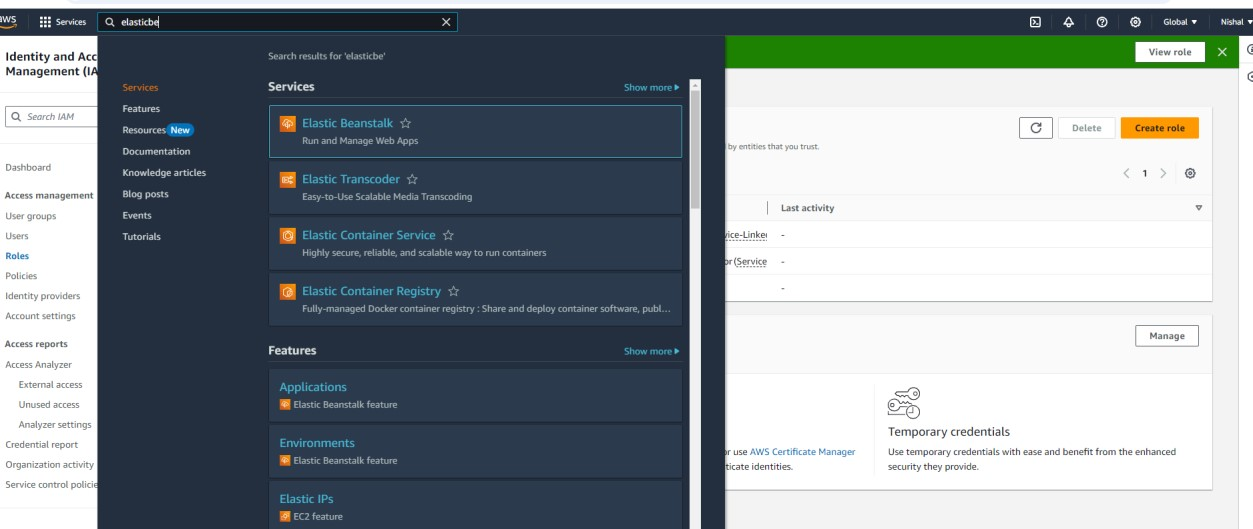 aws
Services
elasticbe
Global
Nishal
Identity and Acc
Management (IA
Search IAM
Dashboard
Access management
User groups
Users
Roles
Policies
Identity providers
Account settings
Access reports
Access Analyzer
External access
Unused access
Analyzer settings
Credential report
Organization activity
Service control policie
Search results for 'elasticbe'
Services
Features
Resources New
Documentation
Knowledge articles
Blog posts
Events
Tutorials
Services
Show more
Elastic Beanstalk
Run and Manage Web Apps
Elastic Transcoder
Easy-to-Use Scalable Media Transcoding
Elastic Container Service
Highly secure, reliable, and scalable way to run containers
Elastic Container Registry
Fully-managed Docker container registry : Share and deploy container software, publ...
Features
Show more
Applications
Elastic Beanstalk feature
Environments
Elastic Beanstalk feature
Elastic IPs
EC2 feature
View role
Delete
Create role
by entities that you trust.
1
Last activity
vice-Linke
-
or (Service
-
-
Manage
or use AWS Certificate Manager
ticate identities.
Temporary credentials
Use temporary credentials with ease and benefit from the enhanced
security they provide.